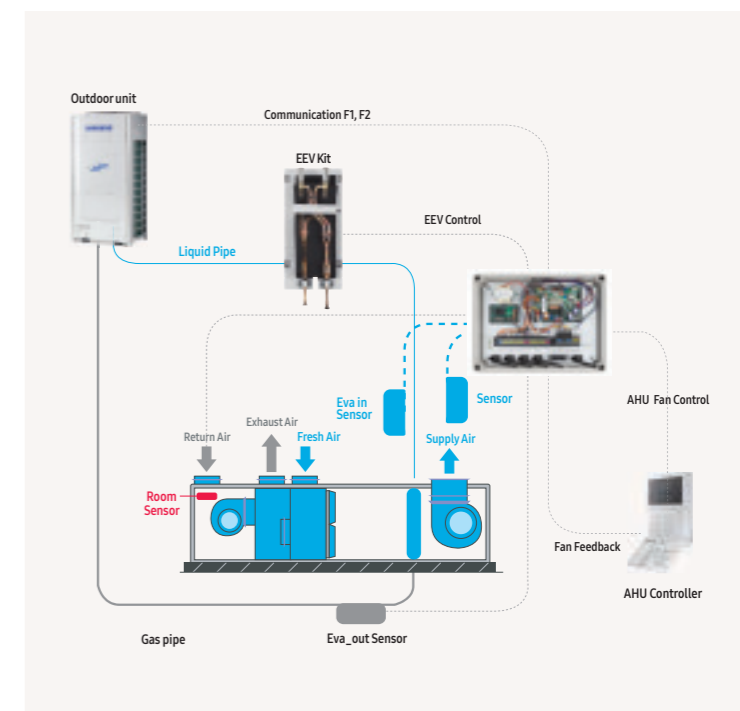 Outdoor unit
Communication F1, F2
EEV Kit
EEV Control
Liquid Pipe
Eva in
Sensor
Sensor
AHU Fan Control
Exhaust Air
Return Air
Fresh Air
Supply Air
Room
Sensor
Fan Feedback
AHU Controller
Gas pipe
Eva_out Sensor